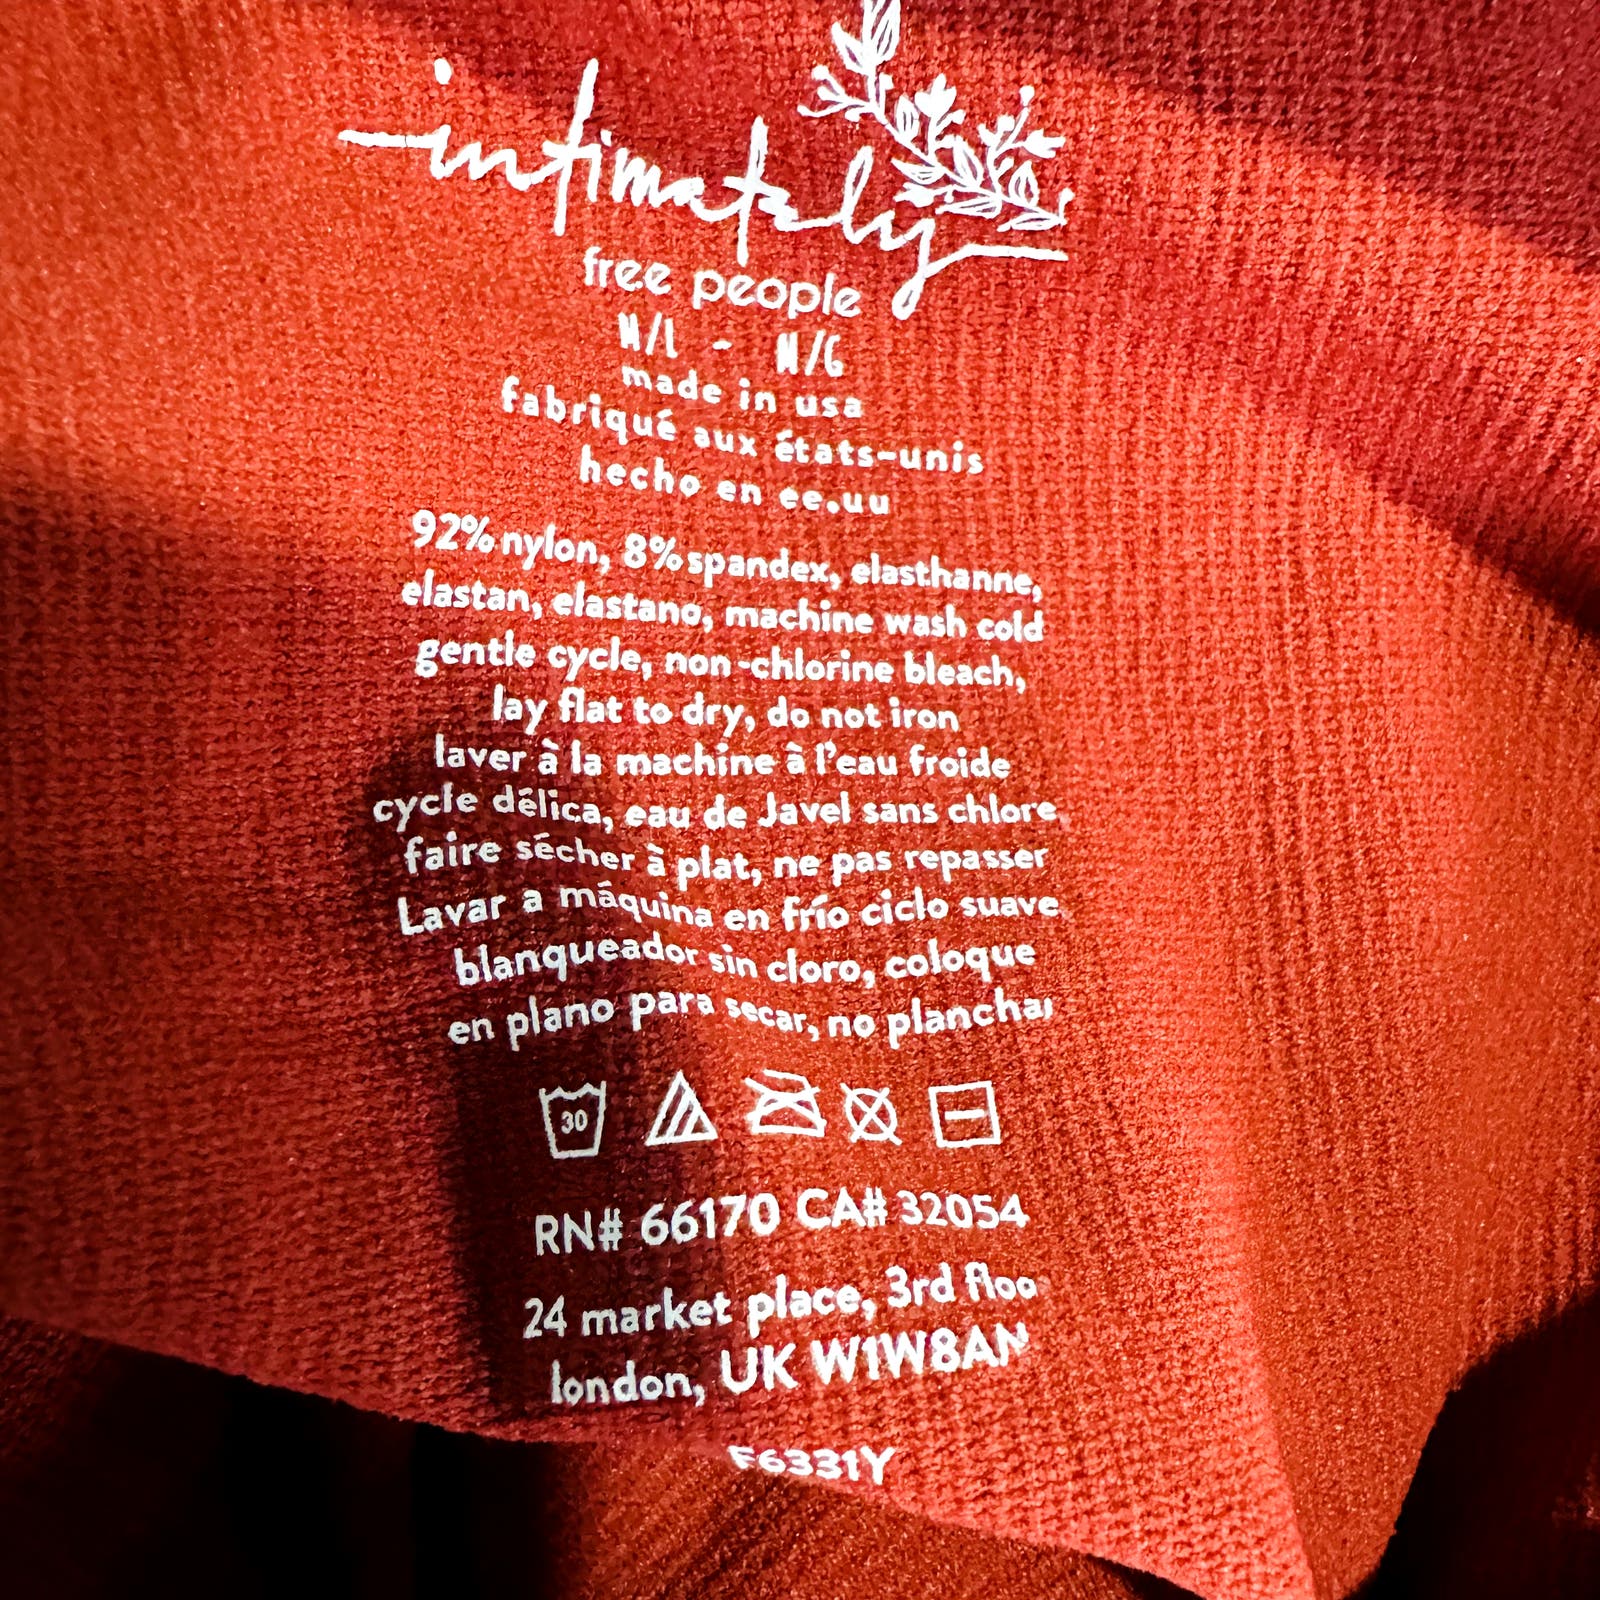 intimately
free people
M/L - M/G
made in usa
fabriqué aux états-unis
hecho en ee.uu
92% nylon, 8% spandex, elasthanne,
elastan, elastano, machine wash cold
gentle cycle, non-chlorine bleach,
lay flat to dry, do not iron
laver à la machine à l'eau froide
cycle délica, eau de Javel sans chlore
faire sécher à plat, ne pas repasser
Lavar a máquina en frío ciclo suave
blanqueador sin cloro, coloque
en plano para secar, no planchar
30
RN# 66170 CA# 32054
24 market place, 3rd floo
london, UK W1W8AN
F6331Y